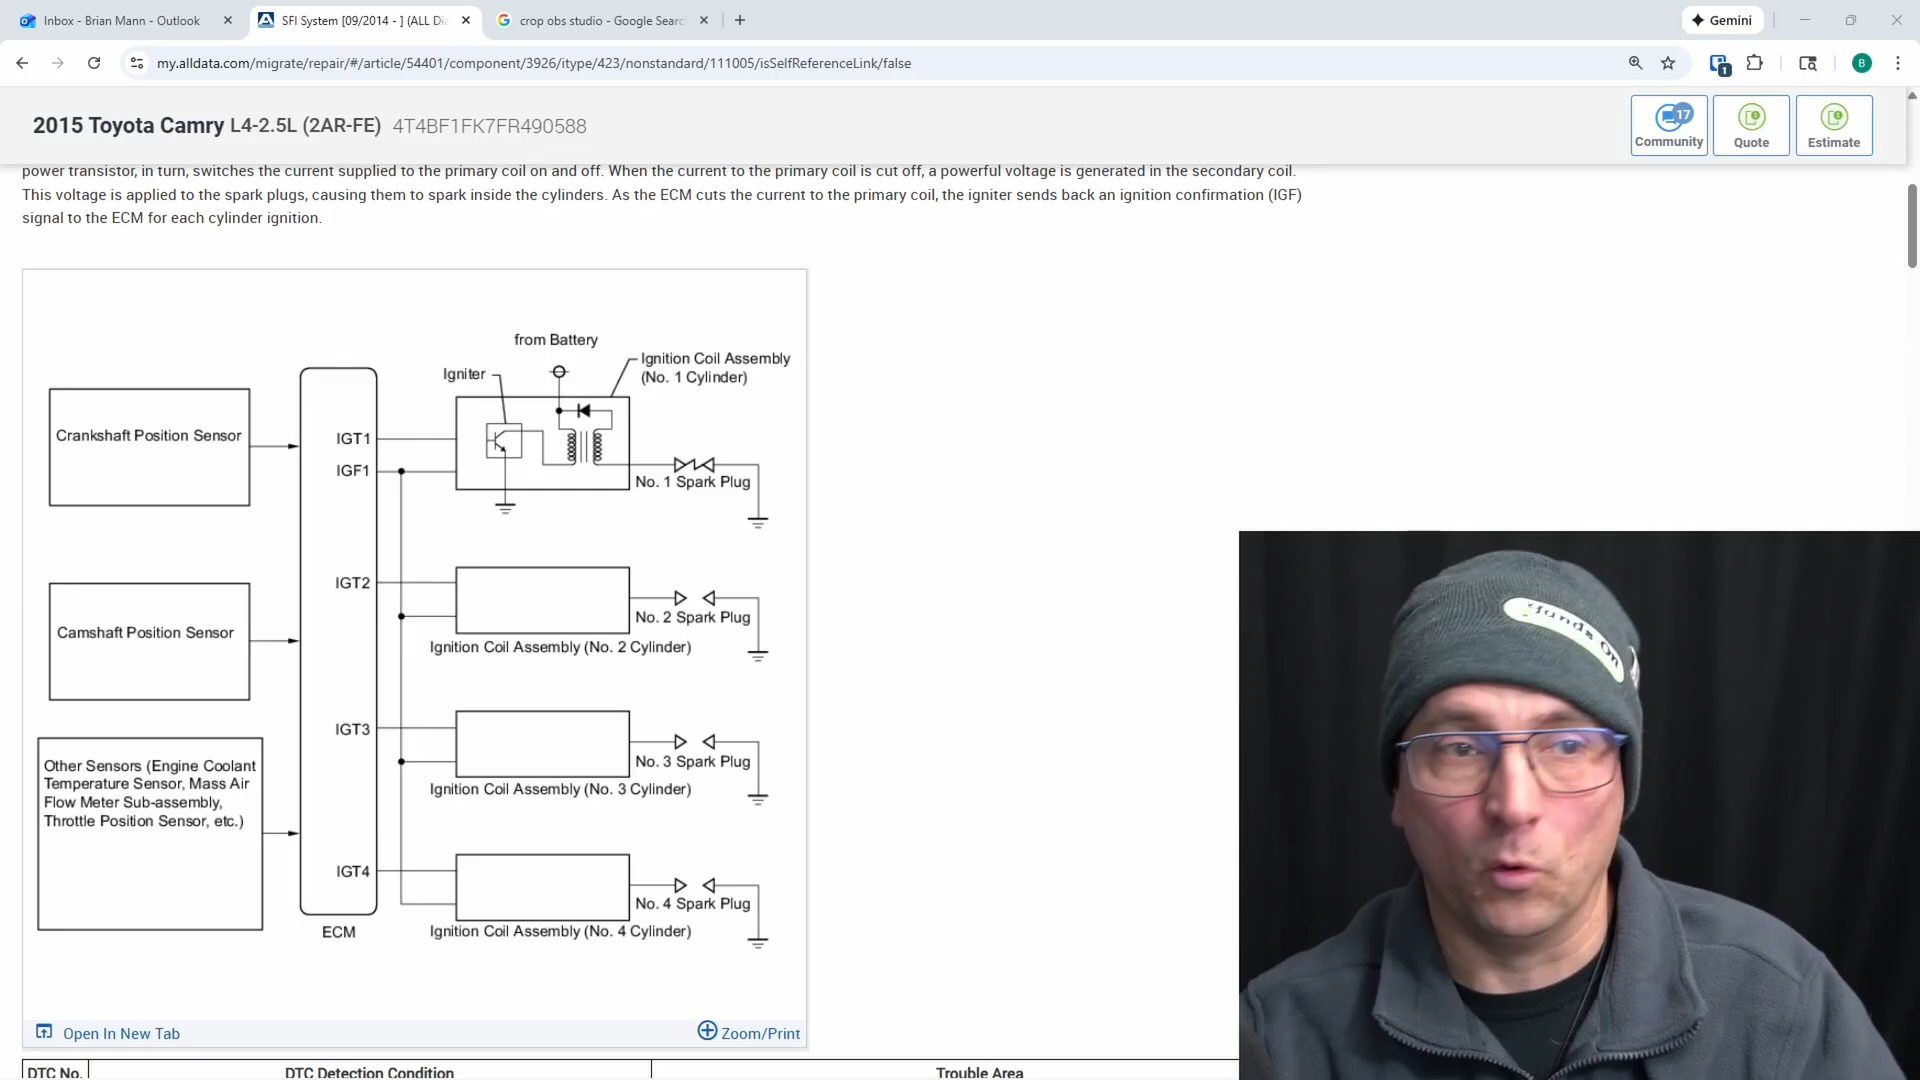 Inbox - Brian Mann - Outlook
SFI System [09/2014 - ] (ALL Dia
crop obs studio - Google Searc
Gemini
my.alldata.com/migrate/repair/#/article/54401/component/3926/itype/423/nonstandard/111005/isSelfReferenceLink/false
1
B
2015 Toyota Camry L4-2.5L (2AR-FE) 4T4BF1FK7FR490588
17
Community
Quote
Estimate
power transistor, in turn, switches the current supplied to the primary coil on and off. When the current to the primary coil is cut off, a powerful voltage is generated in the secondary coil.
This voltage is applied to the spark plugs, causing them to spark inside the cylinders. As the ECM cuts the current to the primary coil, the igniter sends back an ignition confirmation (IGF)
signal to the ECM for each cylinder ignition.
from Battery
Igniter
Ignition Coil Assembly
(No. 1 Cylinder)
Crankshaft Position Sensor
IGT1
IGF1
No. 1 Spark Plug
IGT2
No. 2 Spark Plug
Camshaft Position Sensor
Ignition Coil Assembly (No. 2 Cylinder)
IGT3
Other Sensors (Engine Coolant
Temperature Sensor, Mass Air
Flow Meter Sub-assembly,
Throttle Position Sensor, etc.)
No. 3 Spark Plug
Ignition Coil Assembly (No. 3 Cylinder)
IGT4
No. 4 Spark Plug
ECM
Ignition Coil Assembly (No. 4 Cylinder)
Open In New Tab
Zoom/Print
DTC No.
DTC Detection Condition
Trouble Area
Hands On